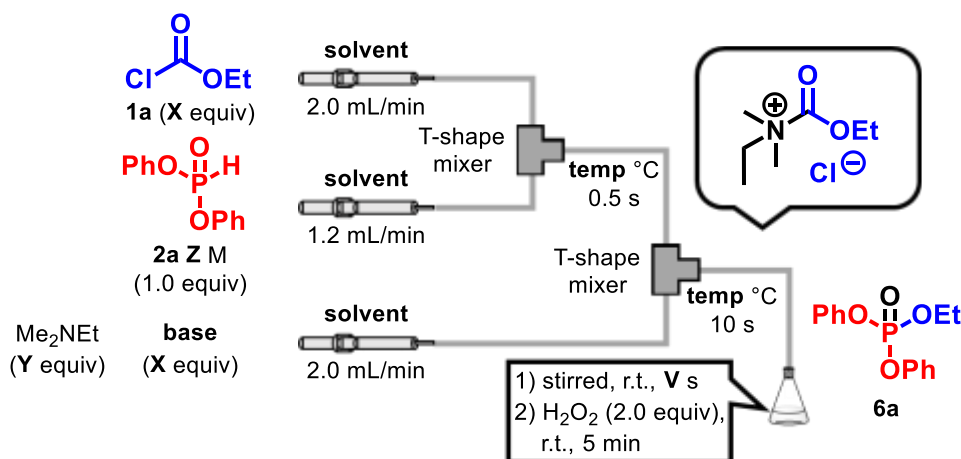 O
Cl
OEt
1a (X equiv)
solvent
2.0 mL/min
O
PhO
P
H
OPh
2a Z M
(1.0 equiv)
solvent
1.2 mL/min
T-shape
mixer
temp °C
0.5 s
Me₂NEt
(Y equiv)
base
(X equiv)
solvent
2.0 mL/min
T-shape
mixer
temp °C
10 s
⊕
N
O
OEt
Cl ⊖
1) stirred, r.t., V s
2) H₂O₂ (2.0 equiv),
r.t., 5 min
O
PhO
P
OEt
OPh
6a